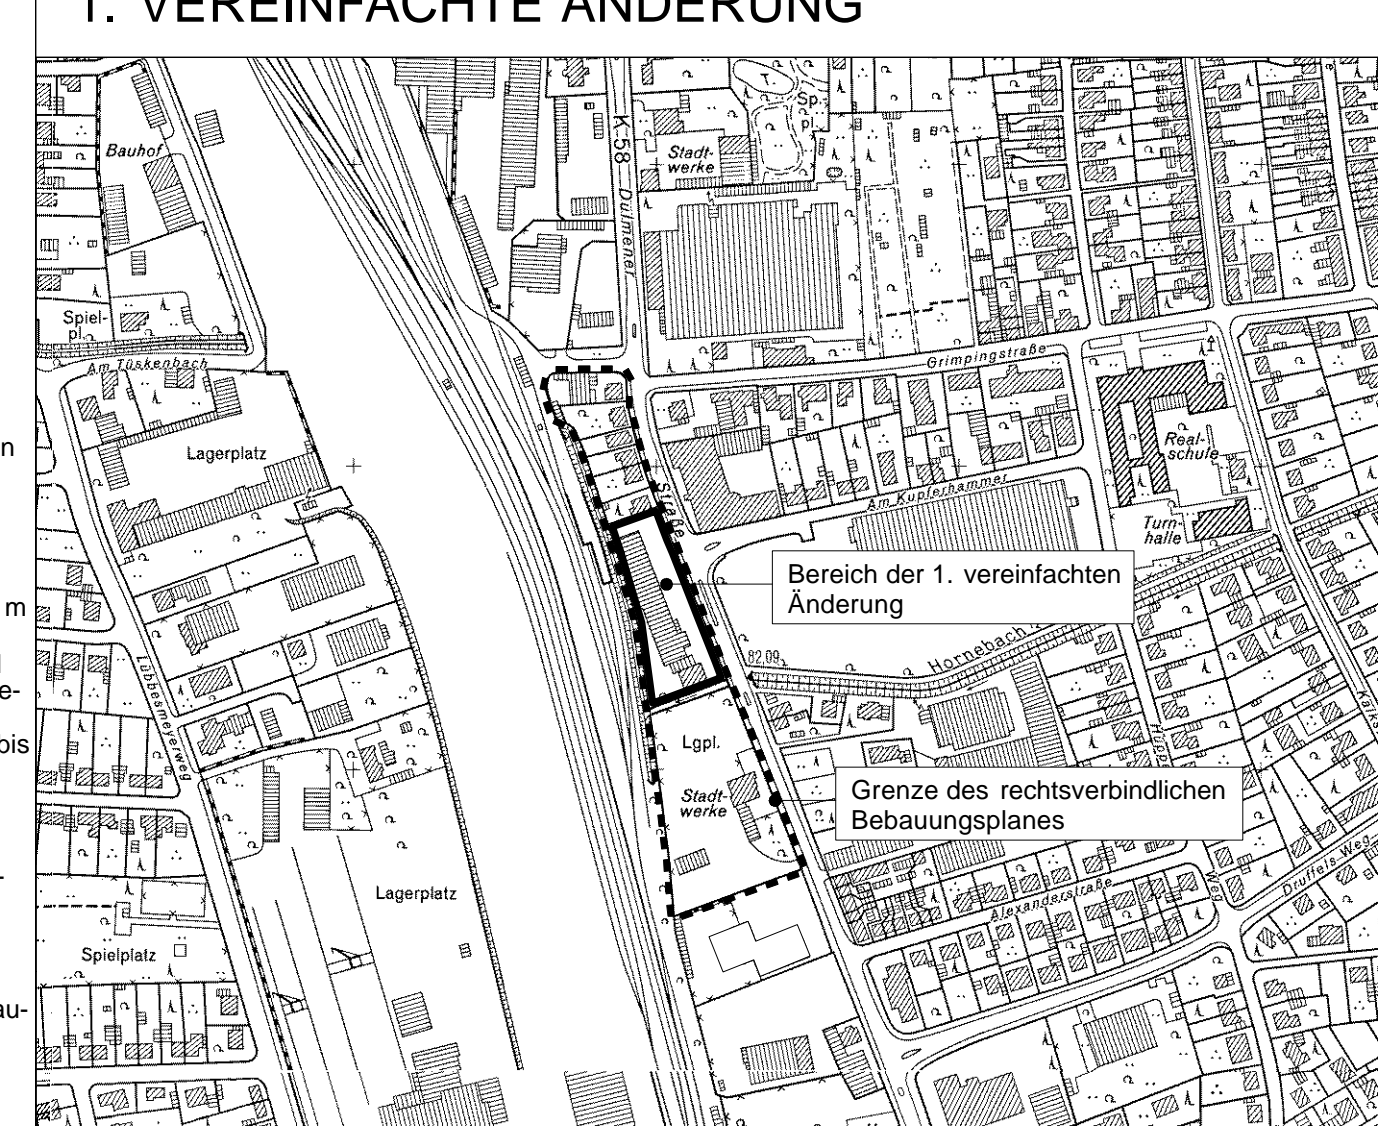 1. VEREINFACHTE ÄNDERUNG
n
m
e-
bis
-
au-
Bauhof
K 58
Dülmener
Straße
Stadt-
werke
Sp.
pl.
T.
Spiel-
pl.
Am Tüskenbach
Lagerplatz
Grimpingstraße
Real-
schule
Am Kupferhammer
Turn-
halle
Bereich der 1. vereinfachten
Änderung
Hornebach
82,09
Lübbesmeyerweg
Lgpl.
Stadt-
werke
Grenze des rechtsverbindlichen
Bebauungsplanes
Weg
Druffels-Weg
Alexanderstraße
Lagerplatz
Spielplatz